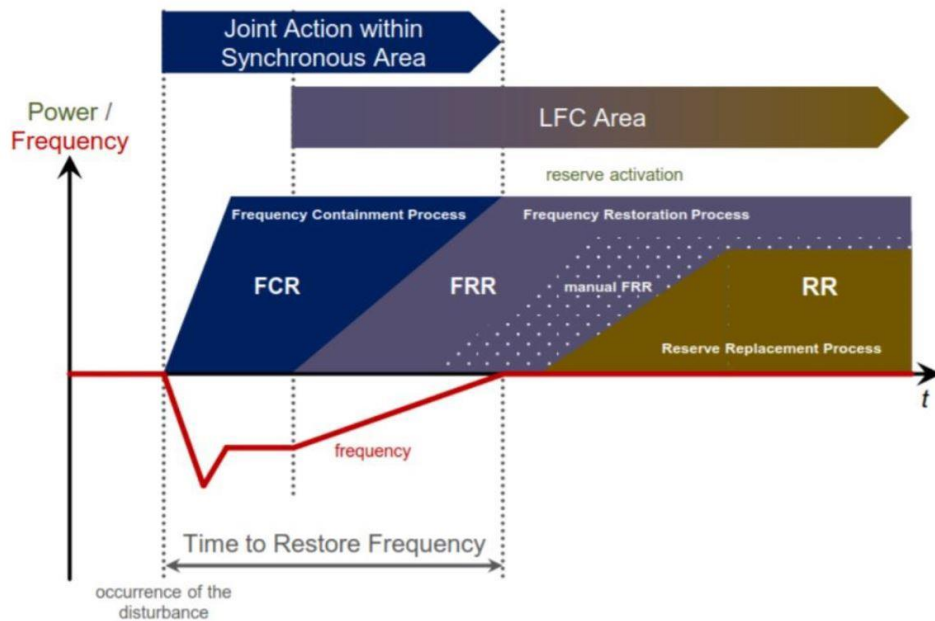 Joint Action within
Synchronous Area
LFC Area
Power /
Frequency
reserve activation
Frequency Containment Process
Frequency Restoration Process
FCR
FRR
manual FRR
RR
Reserve Replacement Process
t
frequency
Time to Restore Frequency
occurrence of the
disturbance